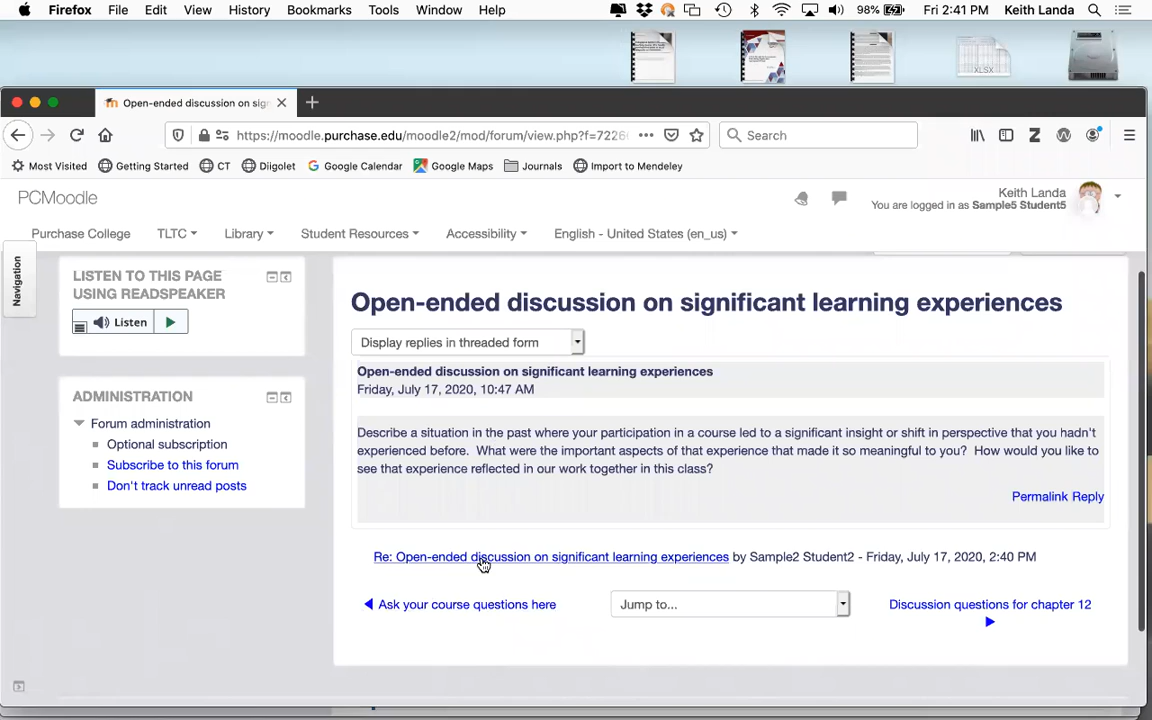 Firefox File Edit View History Bookmarks Tools Window Help 98% Fri 2:41 PM Keith Landa
XLSX
Open-ended discussion on sig
https://moodle.purchase.edu/moodle2/mod/forum/view.php?f=7226 Search
Most Visited Getting Started CT Diigolet Google Calendar Google Maps Journals Import to Mendeley
PCMoodle
Keith Landa
You are logged in as Sample5 Student5
Purchase College TLTC Library Student Resources Accessibility English - United States (en_us)
Navigation
LISTEN TO THIS PAGE
USING READSPEAKER
Listen
ADMINISTRATION
Forum administration
Optional subscription
Subscribe to this forum
Don't track unread posts
Open-ended discussion on significant learning experiences
Display replies in threaded form
Open-ended discussion on significant learning experiences
Friday, July 17, 2020, 10:47 AM
Describe a situation in the past where your participation in a course led to a significant insight or shift in perspective that you hadn't
experienced before. What were the important aspects of that experience that made it so meaningful to you? How would you like to
see that experience reflected in our work together in this class?
Permalink Reply
Re: Open-ended discussion on significant learning experiences by Sample2 Student2 - Friday, July 17, 2020, 2:40 PM
Ask your course questions here
Jump to...
Discussion questions for chapter 12